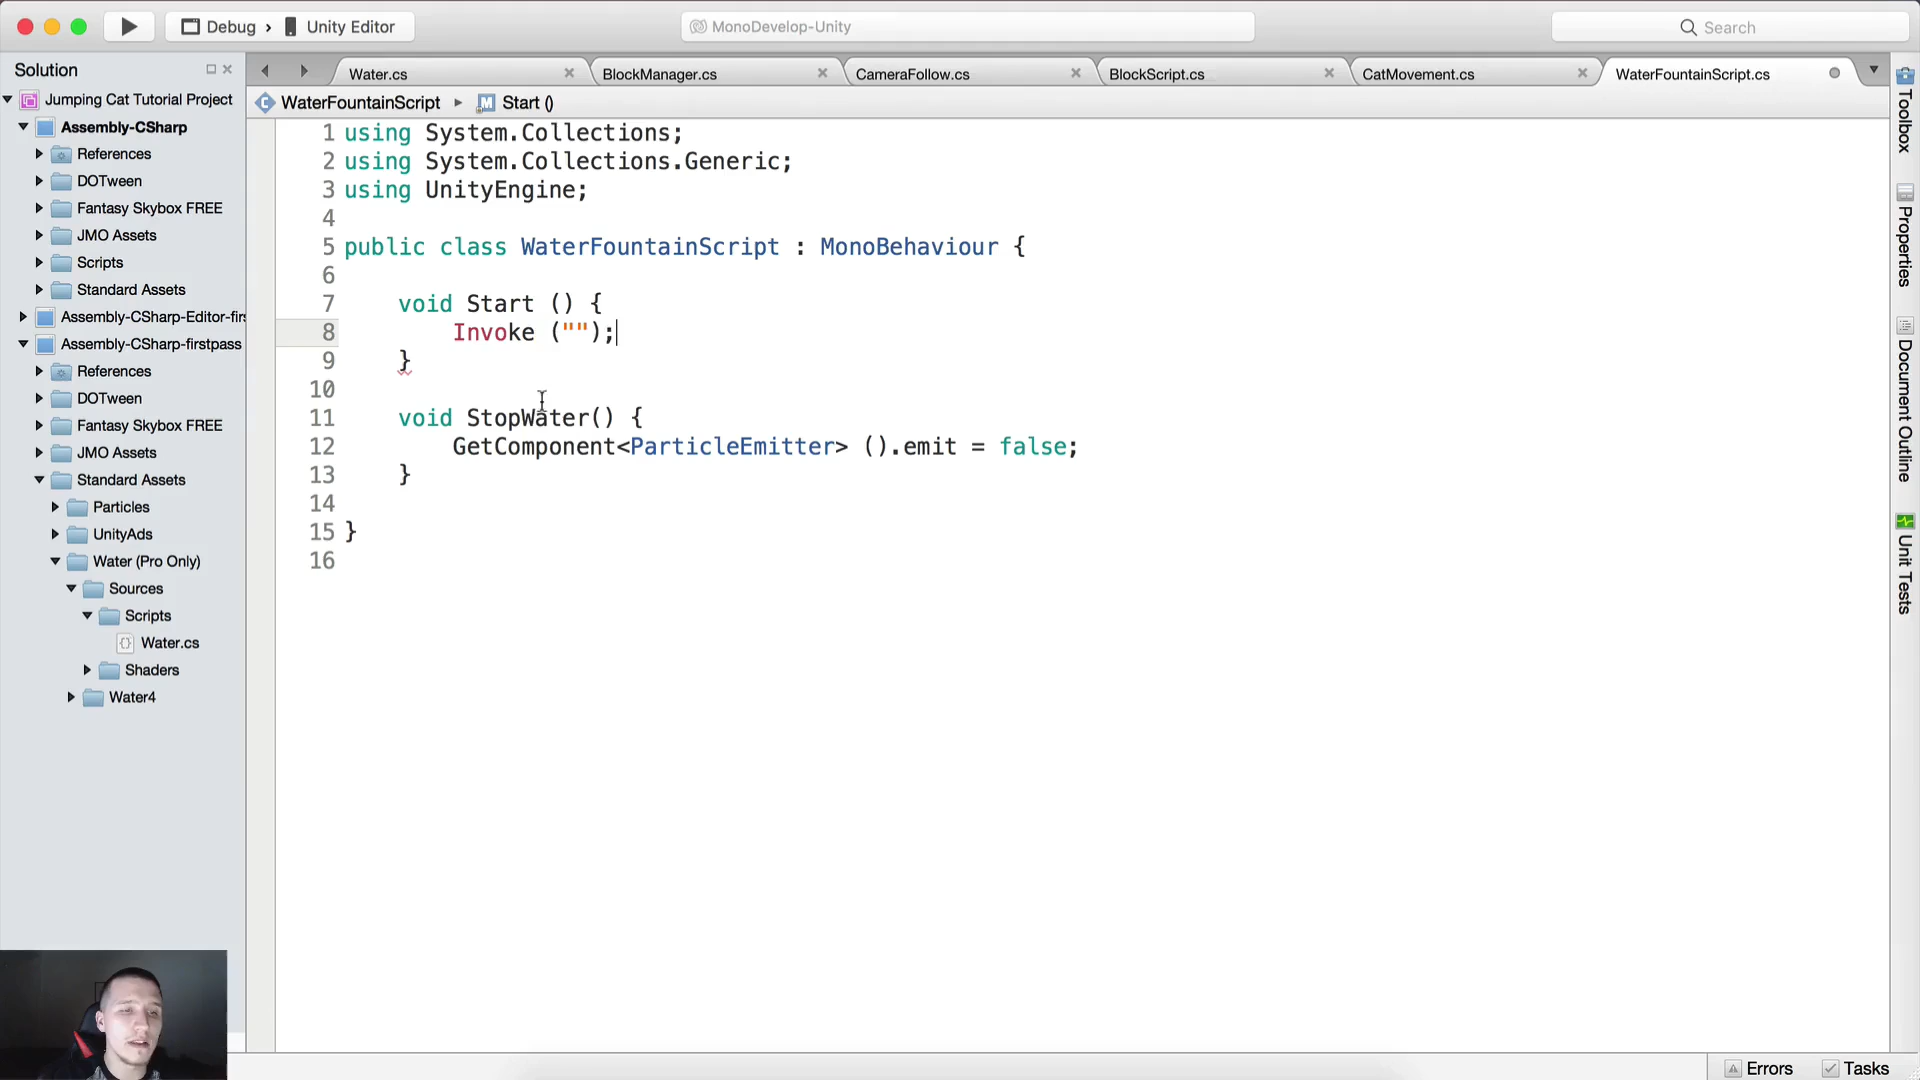 Debug › Unity Editor
MonoDevelop-Unity
Search
Solution
Water.cs
BlockManager.cs
CameraFollow.cs
BlockScript.cs
CatMovement.cs
WaterFountainScript.cs
WaterFountainScript
Start ()
Jumping Cat Tutorial Project
Assembly-CSharp
References
DOTween
Fantasy Skybox FREE
JMO Assets
Scripts
Standard Assets
Assembly-CSharp-Editor-firs
Assembly-CSharp-firstpass
References
DOTween
Fantasy Skybox FREE
JMO Assets
Standard Assets
Particles
UnityAds
Water (Pro Only)
Sources
Scripts
Water.cs
Shaders
Water4
1 using System.Collections;
2 using System.Collections.Generic;
3 using UnityEngine;
4
5 public class WaterFountainScript : MonoBehaviour {
6
7 void Start () {
8 Invoke ("");
9 }
10
11 void StopWater() {
12 GetComponent<ParticleEmitter> ().emit = false;
13 }
14
15 }
16
Toolbox
Properties
Document Outline
Unit Tests
Errors
Tasks